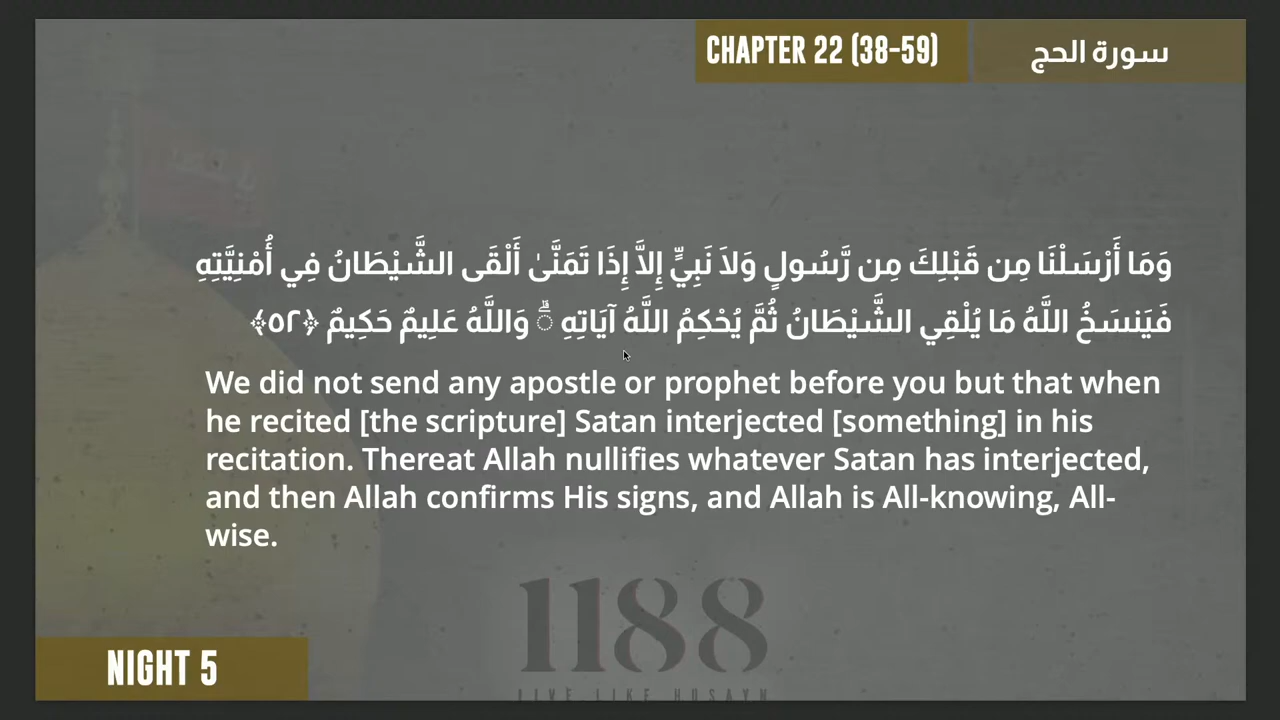 CHAPTER 22 (38-59)
سورة الحج
وَمَا أَرْسَلْنَا مِن قَبْلِكَ مِن رَّسُولٍ وَلاَ نَبِيٍّ إِلاَّ إِذَا تَمَنَّىٰ أَلْقَى الشَّيْطَانُ فِي أُمْنِيَّتِهِ
فَيَنسَخُ اللَّهُ مَا يُلْقِي الشَّيْطَانُ ثُمَّ يُحْكِمُ اللَّهُ آيَاتِهِ ۗ وَاللَّهُ عَلِيمٌ حَكِيمٌ ﴿٥٢﴾
We did not send any apostle or prophet before you but that when
he recited [the scripture] Satan interjected [something] in his
recitation. Thereat Allah nullifies whatever Satan has interjected,
and then Allah confirms His signs, and Allah is All-knowing, All-
wise.
1188
LIVE LIKE HUSAYN
NIGHT 5